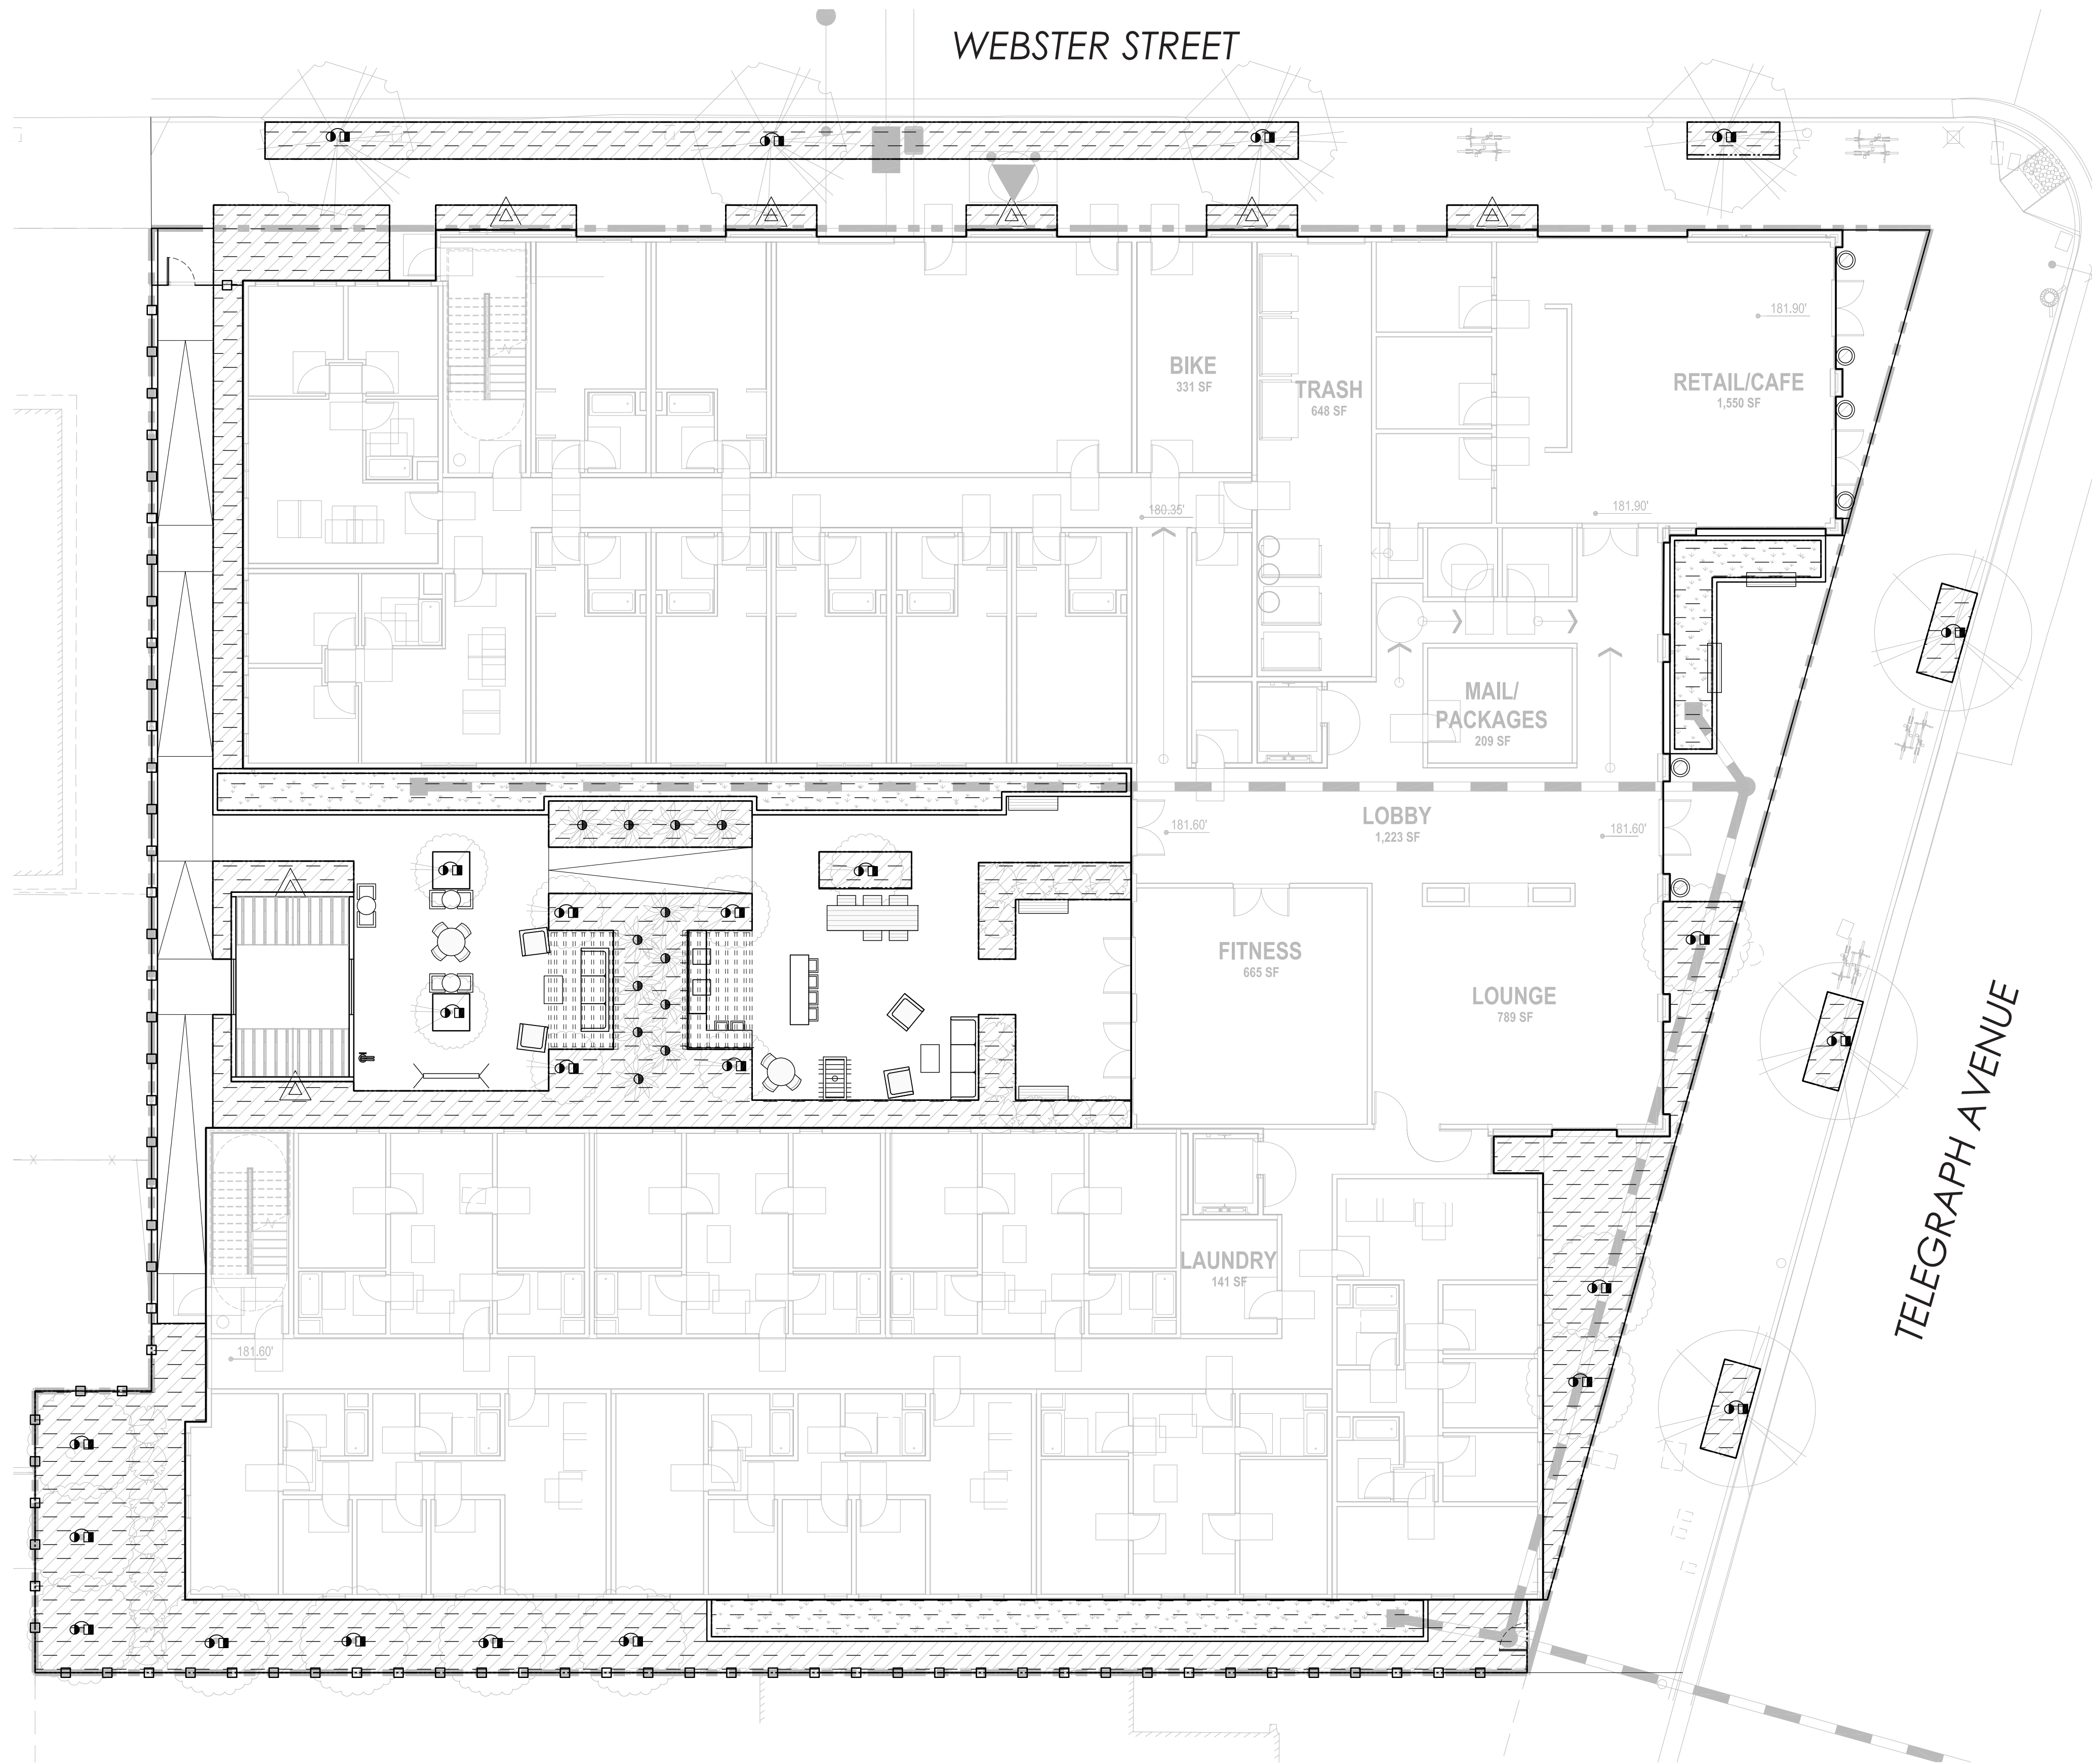 WEBSTER STREET
181.90'
BIKE
331 SF
TRASH
648 SF
RETAIL/CAFE
1,550 SF
180.35'
181.90'
MAIL/
PACKAGES
209 SF
LOBBY
1,223 SF
181.60'
181.60'
FITNESS
665 SF
LOUNGE
789 SF
TELEGRAPH AVENUE
LAUNDRY
141 SF
181.60'